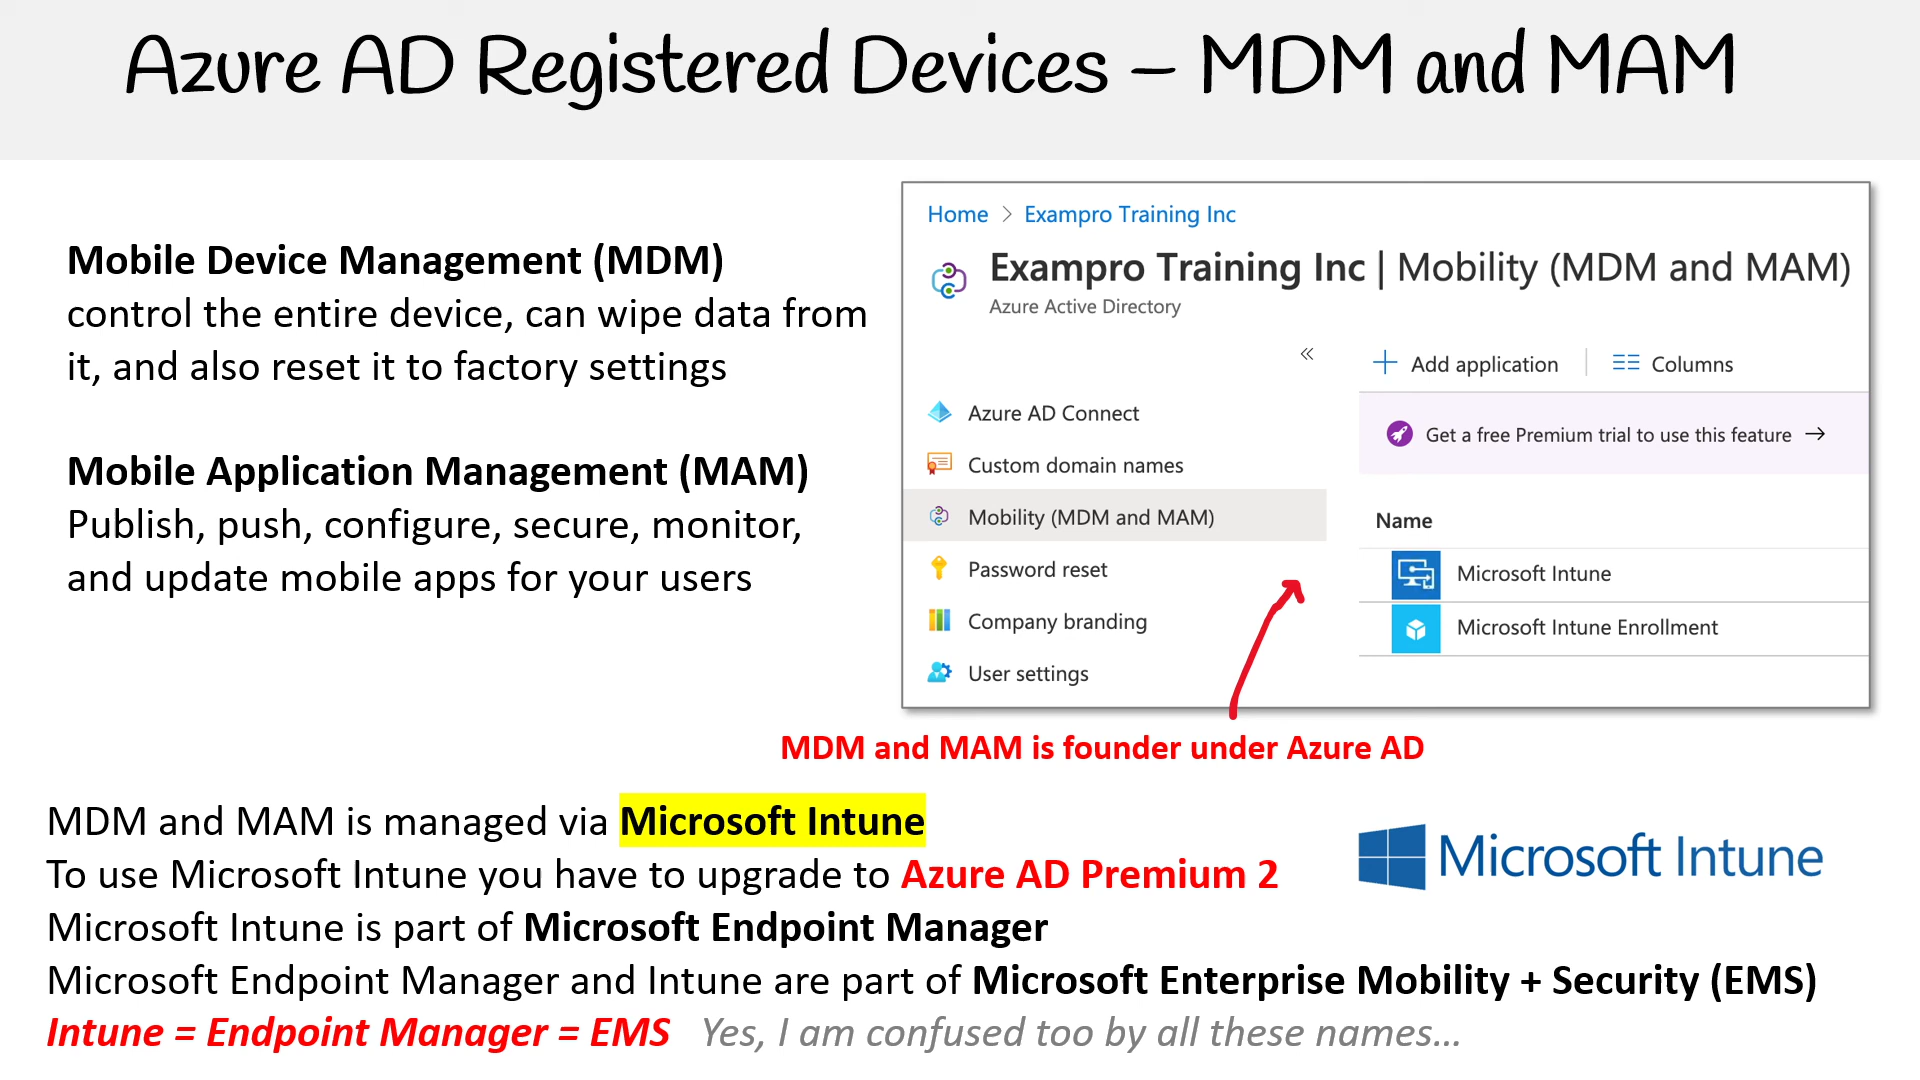 Azure AD Registered Devices – MDM and MAM
Mobile Device Management (MDM)
control the entire device, can wipe data from
it, and also reset it to factory settings
Mobile Application Management (MAM)
Publish, push, configure, secure, monitor,
and update mobile apps for your users
Home > Exampro Training Inc
Exampro Training Inc | Mobility (MDM and MAM)
Azure Active Directory
«
Azure AD Connect
Custom domain names
Mobility (MDM and MAM)
Password reset
Company branding
User settings
+ Add application | Columns
Get a free Premium trial to use this feature →
Name
Microsoft Intune
Microsoft Intune Enrollment
MDM and MAM is founder under Azure AD
MDM and MAM is managed via Microsoft Intune
To use Microsoft Intune you have to upgrade to Azure AD Premium 2
Microsoft Intune is part of Microsoft Endpoint Manager
Microsoft Endpoint Manager and Intune are part of Microsoft Enterprise Mobility + Security (EMS)
Intune = Endpoint Manager = EMS Yes, I am confused too by all these names...
Microsoft Intune